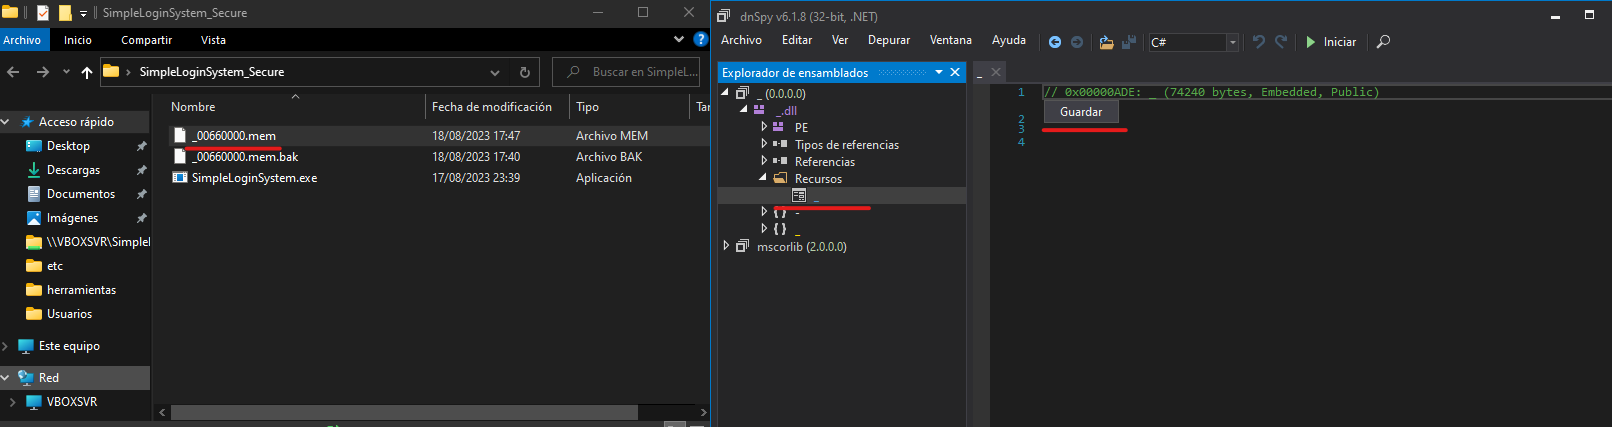 SimpleLoginSystem_Secure
Archivo Inicio Compartir Vista
SimpleLoginSystem_Secure
Buscar en SimpleL...
Nombre Fecha de modificación Tipo Tar
_00660000.mem 18/08/2023 17:47 Archivo MEM
_00660000.mem.bak 18/08/2023 17:40 Archivo BAK
SimpleLoginSystem.exe 17/08/2023 23:39 Aplicación
Acceso rápido
Desktop
Descargas
Documentos
Imágenes
\\VBOXSVR\Simpl
etc
herramientas
Usuarios
Este equipo
Red
VBOXSVR
dnSpy v6.1.8 (32-bit, .NET)
Archivo Editar Ver Depurar Ventana Ayuda C# Iniciar
Explorador de ensamblados
_ (0.0.0.0)
_.dll
PE
Tipos de referencias
Referencias
Recursos
_
{ } -
{ } _
mscorlib (2.0.0.0)
_
1 // 0x00000ADE: _ (74240 bytes, Embedded, Public)
2 Guardar
3
4